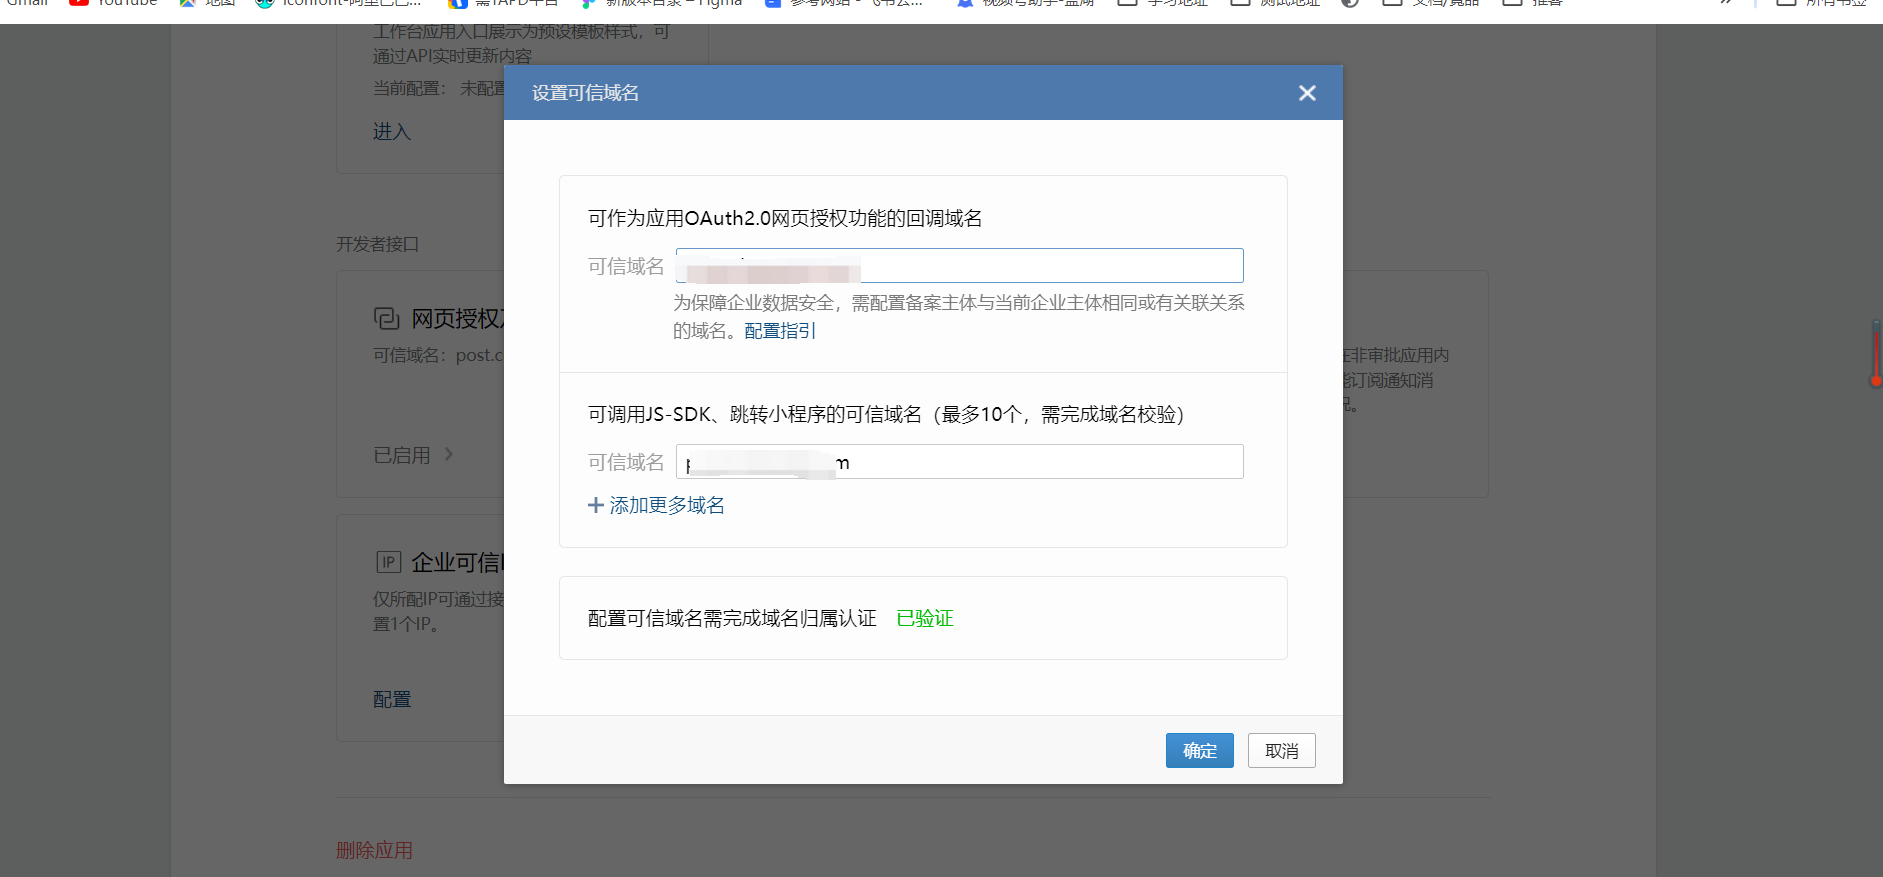 Gmail
YouTube
地图
iconfont-阿里巴巴...
需TAPD平台
新版本目录 – Figma
参考网站 - 飞书云...
视频号助手-蓝湖
学习地址
测试地址
文档/竞品
推客
所有书签
工作台应用入口展示为预设模板样式，可
通过API实时更新内容
当前配置： 未配置
进入
设置可信域名
可作为应用OAuth2.0网页授权功能的回调域名
可信域名
为保障企业数据安全，需配置备案主体与当前企业主体相同或有关联关系
的域名。配置指引
可调用JS-SDK、跳转小程序的可信域名（最多10个，需完成域名校验）
可信域名 p m
添加更多域名
配置可信域名需完成域名归属认证 已验证
确定 取消
开发者接口
网页授权及
可信域名：post.c
已启用
在非审批应用内
能订阅通知消
况。
IP 企业可信I
仅所配IP可通过接
置1个IP。
配置
删除应用